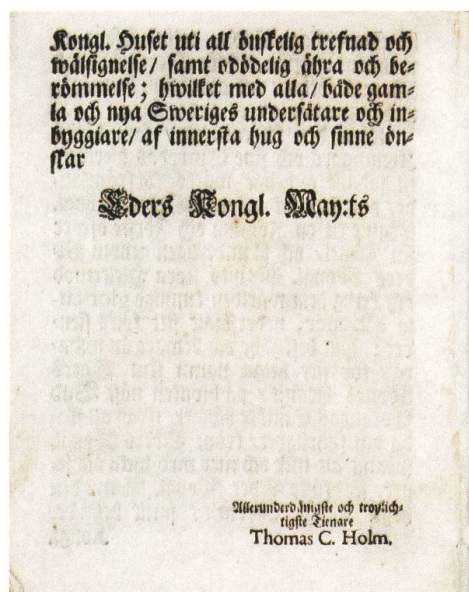 Kongl. Huset uti all önskelig trefnad och
wälsignelse/ samt odödelig ähra och be-
römmelse; hwilket med alla/ både gam-
la och nya Sweriges undersåtare och in-
byggiare/ af innersta hug och sinne ön-
skar
Eders Kongl. May:ts
Allerunderdånigste och troplich-
tigste Tienare
Thomas C. Holm.